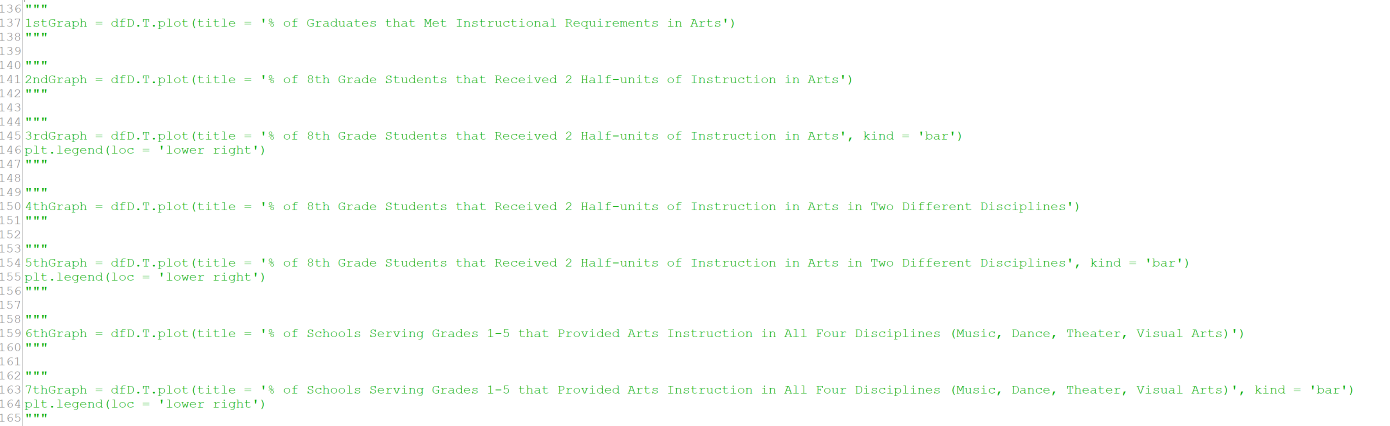 136 """
137 1stGraph = dfD.T.plot(title = '% of Graduates that Met Instructional Requirements in Arts')
138 """
139
140 """
141 2ndGraph = dfD.T.plot(title = '% of 8th Grade Students that Received 2 Half-units of Instruction in Arts')
142 """
143
144 """
145 3rdGraph = dfD.T.plot(title = '% of 8th Grade Students that Received 2 Half-units of Instruction in Arts', kind = 'bar')
146 plt.legend(loc = 'lower right')
147 """
148
149 """
150 4thGraph = dfD.T.plot(title = '% of 8th Grade Students that Received 2 Half-units of Instruction in Arts in Two Different Disciplines')
151 """
152
153 """
154 5thGraph = dfD.T.plot(title = '% of 8th Grade Students that Received 2 Half-units of Instruction in Arts in Two Different Disciplines', kind = 'bar')
155 plt.legend(loc = 'lower right')
156 """
157
158 """
159 6thGraph = dfD.T.plot(title = '% of Schools Serving Grades 1-5 that Provided Arts Instruction in All Four Disciplines (Music, Dance, Theater, Visual Arts)')
160 """
161
162 """
163 7thGraph = dfD.T.plot(title = '% of Schools Serving Grades 1-5 that Provided Arts Instruction in All Four Disciplines (Music, Dance, Theater, Visual Arts)', kind = 'bar')
164 plt.legend(loc = 'lower right')
165 """